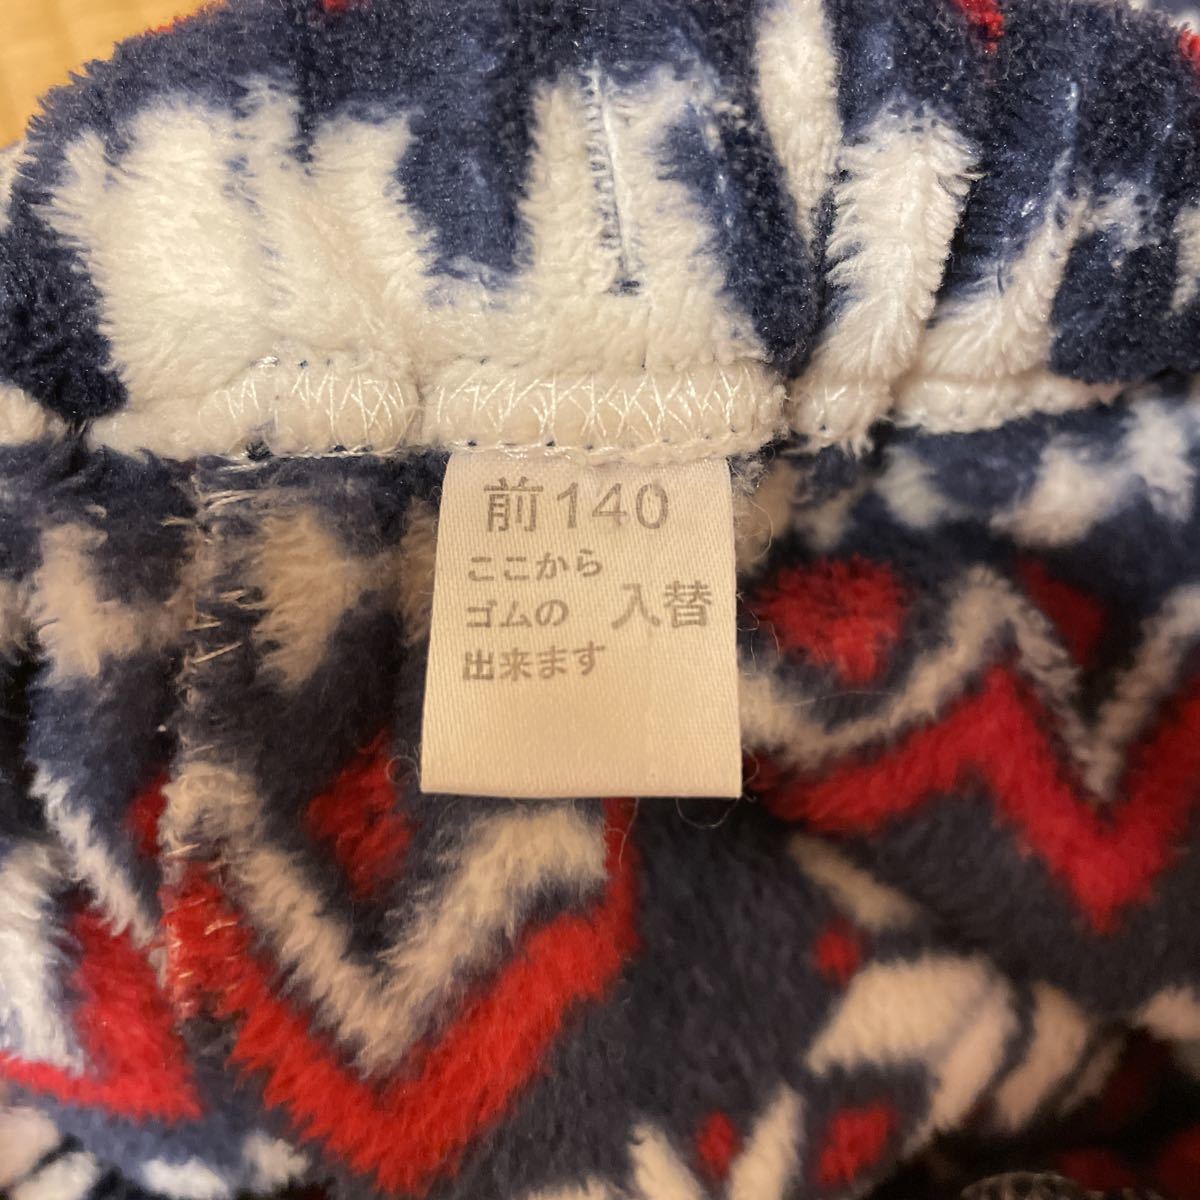 前140
ここから
ゴムの 入替
出来ます